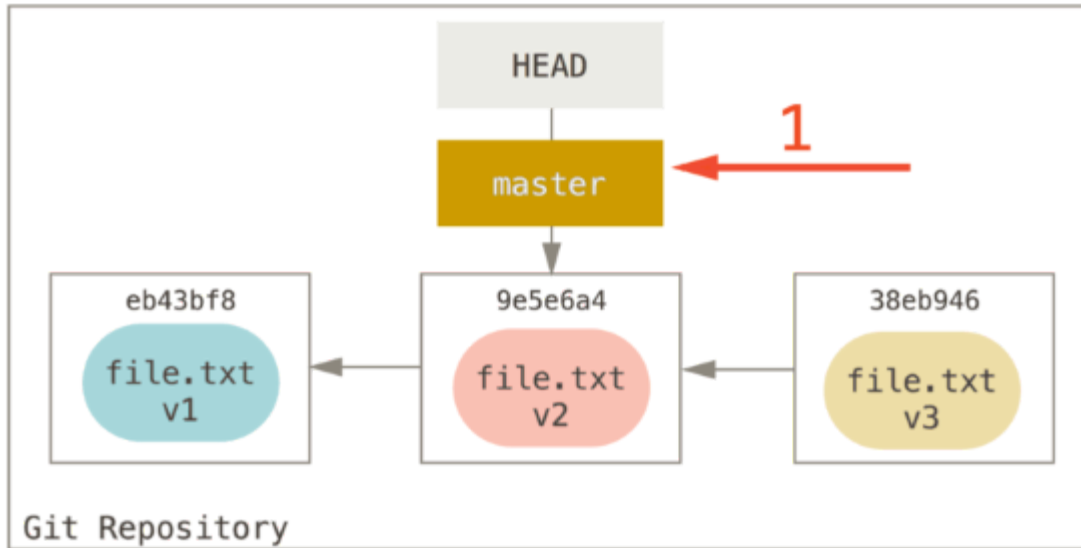 HEAD
1
master
eb43bf8
9e5e6a4
38eb946
file.txt
v1
file.txt
v2
file.txt
v3
Git Repository